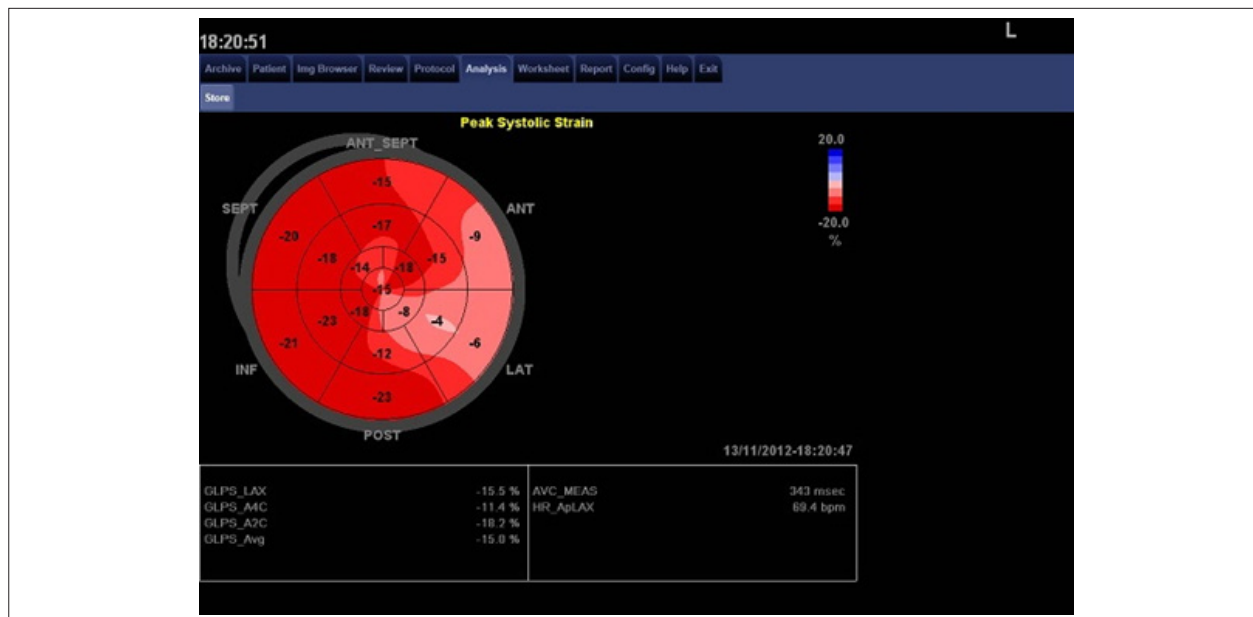 L
18:20:51
Archive Patient Img Browser Review Protocol Analysis Worksheet Report Config Help Exit
Store
Peak Systolic Strain
20.0
-20.0
%
ANT_SEPT
SEPT
ANT
-15
-20
-9
-17
-18
-15
-14
-18
-15
-18
-8
-23
-4
-21
-6
-12
INF
LAT
-23
POST
13/11/2012-18:20:47
GLPS_LAX -15.5 % AVC_MEAS 343 msec
GLPS_A4C -11.4 % HR_ApLAX 69.4 bpm
GLPS_A2C -18.2 %
GLPS_Avg -15.0 %